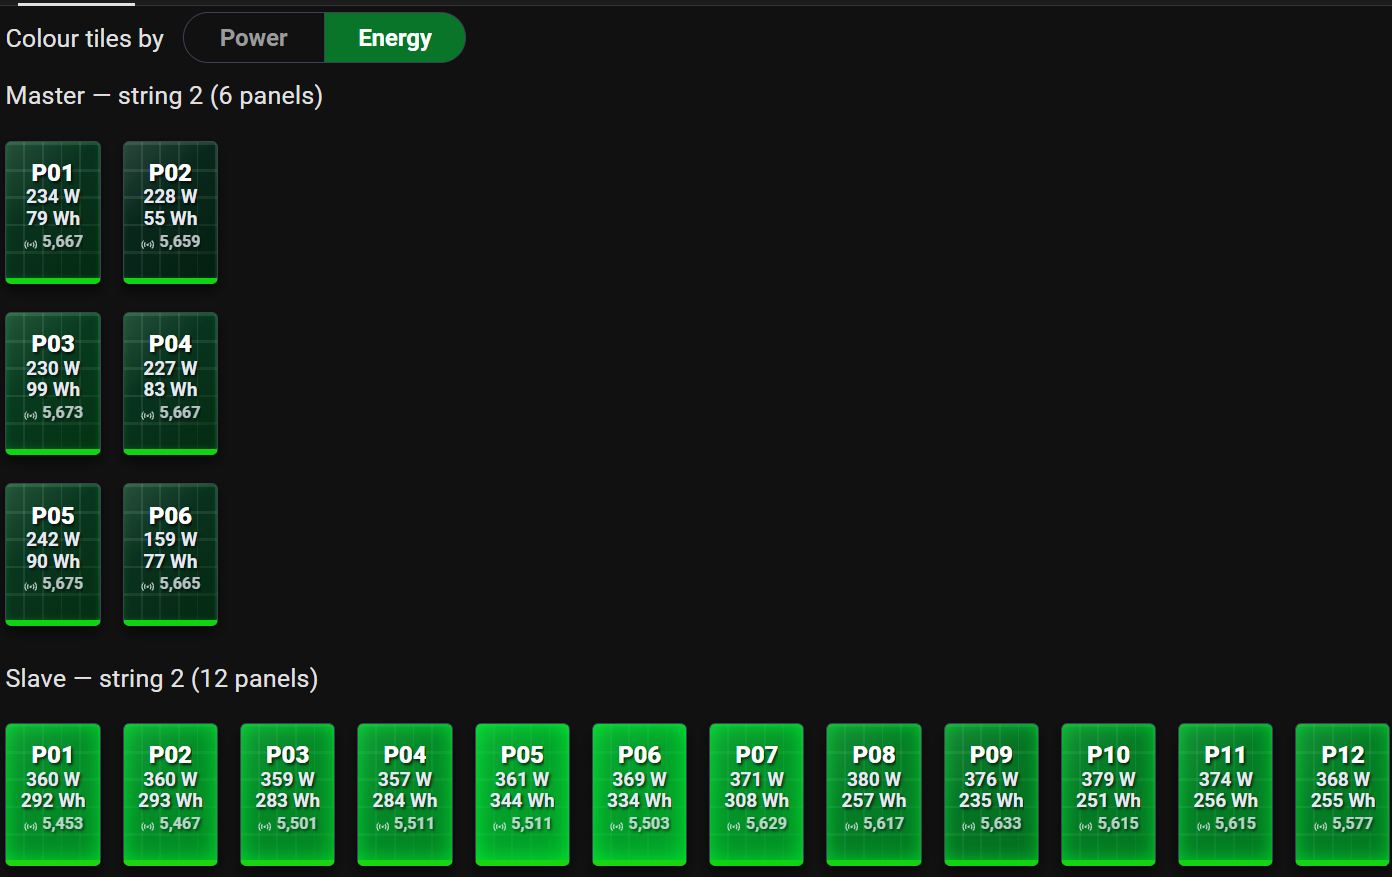 Colour tiles by Power Energy
Master — string 2 (6 panels)
P01 P02
234 W 228 W
79 Wh 55 Wh
5,667 5,659
P03 P04
230 W 227 W
99 Wh 83 Wh
5,673 5,667
P05 P06
242 W 159 W
90 Wh 77 Wh
5,675 5,665
Slave — string 2 (12 panels)
P01 P02 P03 P04 P05 P06 P07 P08 P09 P10 P11 P12
360 W 360 W 359 W 357 W 361 W 369 W 371 W 380 W 376 W 379 W 374 W 368 W
292 Wh 293 Wh 283 Wh 284 Wh 344 Wh 334 Wh 308 Wh 257 Wh 235 Wh 251 Wh 256 Wh 255 Wh
5,453 5,467 5,501 5,511 5,511 5,503 5,629 5,617 5,633 5,615 5,615 5,577